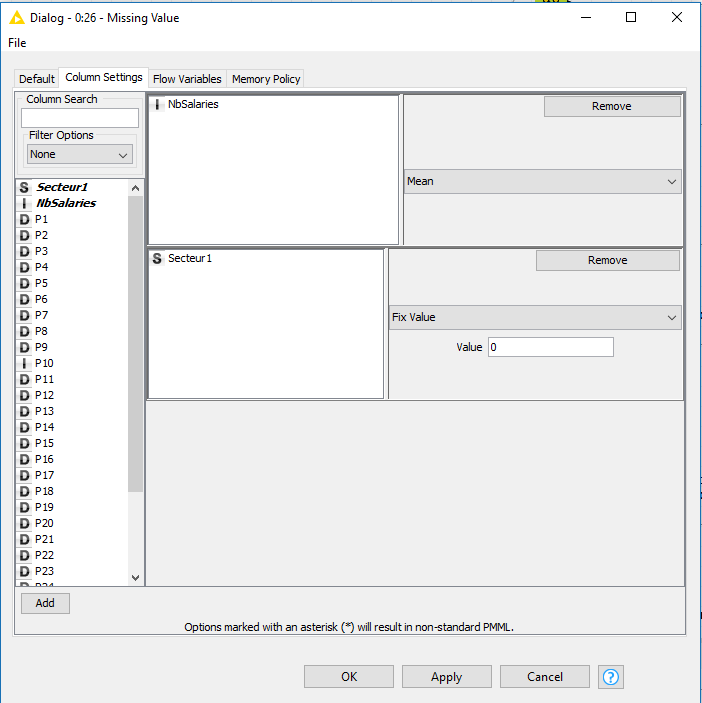 Dialog - 0:26 - Missing Value
File
Default Column Settings Flow Variables Memory Policy
Column Search
Filter Options
None
S Secteur1
I NbSalaries
D P1
D P2
D P3
D P4
D P5
D P6
D P7
D P8
D P9
I P10
D P11
D P12
D P13
D P14
D P15
D P16
D P17
D P18
D P19
D P20
D P21
D P22
D P23
I NbSalaries
Remove
Mean
S Secteur1
Remove
Fix Value
Value 0
Add
Options marked with an asterisk (*) will result in non-standard PMML.
OK Apply Cancel ?